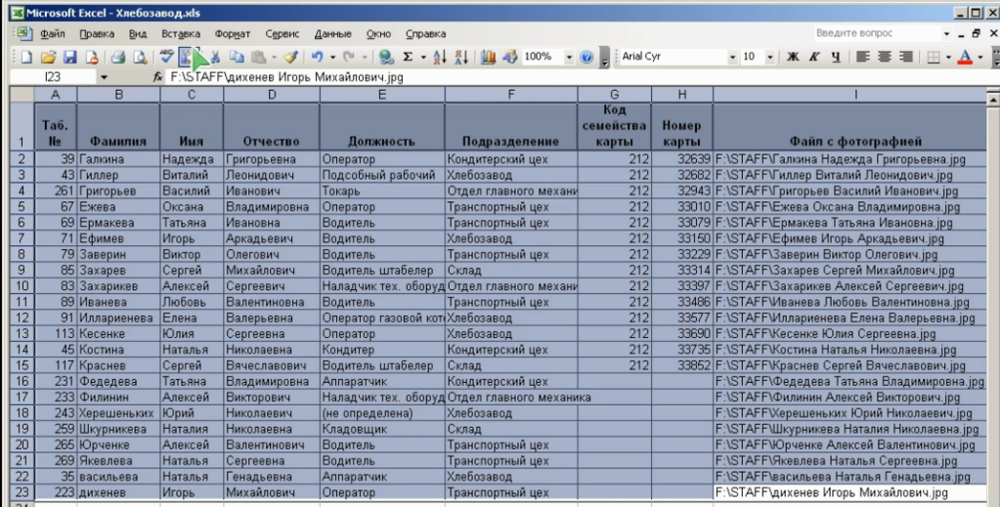 Microsoft Excel - Хлебозавод.xls
Файл Правка Вид Вставка Формат Сервис Данные Окно Справка Введите вопрос
100% Arial Cyr 10 Ж К Ч
I23 fx F:\STAFF\дихенев Игорь Михайлович.jpg
A B C D E F G H I
1 Таб. № Фамилия Имя Отчество Должность Подразделение Код семейства карты Номер карты Файл с фотографией
2 39 Галкина Надежда Григорьевна Оператор Кондитерский цех 212 32639 F:\STAFF\Галкина Надежда Григорьевна.jpg
3 43 Гиллер Виталий Леонидович Подсобный рабочий Хлебозавод 212 32682 F:\STAFF\Гиллер Виталий Леонидович.jpg
4 261 Григорьев Василий Иванович Токарь Отдел главного механи 212 32943 F:\STAFF\Григорьев Василий Иванович.jpg
5 67 Ежева Оксана Владимировна Оператор Транспортный цех 212 33010 F:\STAFF\Ежева Оксана Владимировна.jpg
6 69 Ермакева Татьяна Ивановна Водитель Транспортный цех 212 33079 F:\STAFF\Ермакева Татьяна Ивановна.jpg
7 71 Ефимев Игорь Аркадьевич Водитель Хлебозавод 212 33150 F:\STAFF\Ефимев Игорь Аркадьевич.jpg
8 79 Заверин Виктор Олегович Водитель Транспортный цех 212 33229 F:\STAFF\Заверин Виктор Олегович.jpg
9 85 Захарев Сергей Михайлович Водитель штабелер Склад 212 33314 F:\STAFF\Захарев Сергей Михайлович.jpg
10 83 Захарикев Алексей Сергеевич Наладчик тех. оборуд Отдел главного механи 212 33397 F:\STAFF\Захарикев Алексей Сергеевич.jpg
11 89 Иванева Любовь Валентиновна Водитель Транспортный цех 212 33486 F:\STAFF\Иванева Любовь Валентиновна.jpg
12 91 Иллариенева Елена Валерьевна Оператор газовой кот Хлебозавод 212 33577 F:\STAFF\Иллариенева Елена Валерьевна.jpg
13 113 Кесенке Юлия Сергеевна Оператор Хлебозавод 212 33690 F:\STAFF\Кесенке Юлия Сергеевна.jpg
14 45 Костина Наталья Николаевна Кондитер Кондитерский цех 212 33735 F:\STAFF\Костина Наталья Николаевна.jpg
15 117 Краснев Сергей Вячеславович Водитель штабелер Склад 212 33852 F:\STAFF\Краснев Сергей Вячеславович.jpg
16 231 Федедева Татьяна Владимировна Аппаратчик Кондитерский цех F:\STAFF\Федедева Татьяна Владимировна.jpg
17 233 Филинин Алексей Викторович Наладчик тех. оборуд Отдел главного механика F:\STAFF\Филинин Алексей Викторович.jpg
18 243 Херешеньких Юрий Николаевич (не определена) Хлебозавод F:\STAFF\Херешеньких Юрий Николаевич.jpg
19 259 Шкурникева Наталия Николаевна Кладовщик Склад F:\STAFF\Шкурникева Наталия Николаевна.jpg
20 265 Юрченке Алексей Валентинович Водитель Транспортный цех F:\STAFF\Юрченке Алексей Валентинович.jpg
21 269 Якевлева Наталья Сергеевна Водитель Транспортный цех F:\STAFF\Якевлева Наталья Сергеевна.jpg
22 35 васильева Наталья Генадьевна Аппаратчик Хлебозавод F:\STAFF\васильева Наталья Генадьевна.jpg
23 223 дихенев Игорь Михайлович Оператор Транспортный цех F:\STAFF\дихенев Игорь Михайлович.jpg